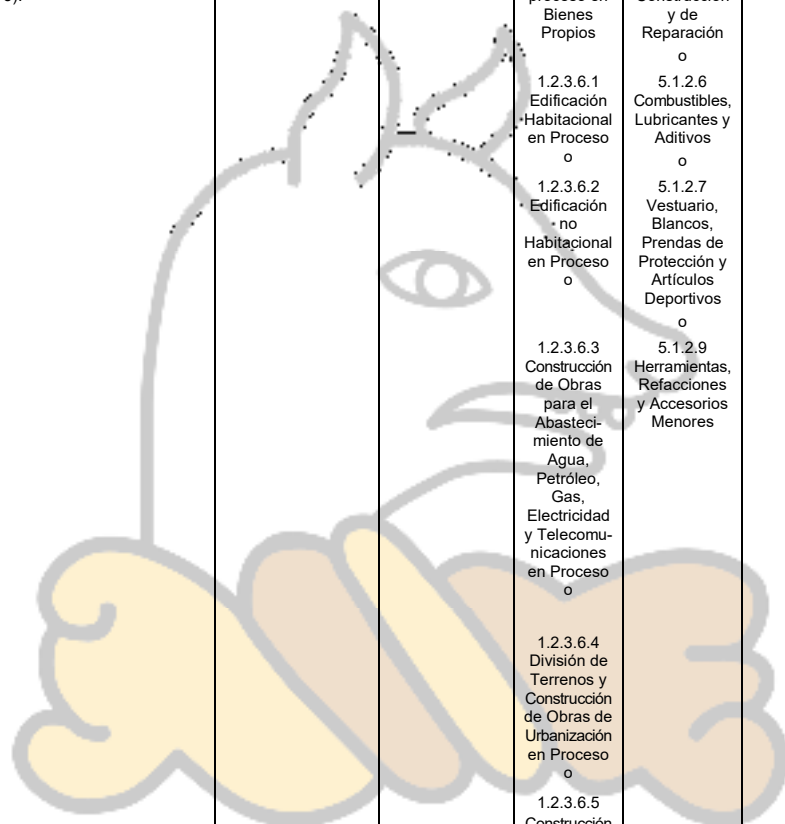 Bienes
Propios
1.2.3.6.1
Edificación
Habitacional
en Proceso
o
1.2.3.6.2
Edificación
no
Habitacional
en Proceso
o
1.2.3.6.3
Construcción
de Obras
para el
Abasteci-
miento de
Agua,
Petróleo,
Gas,
Electricidad
y Telecomu-
nicaciones
en Proceso
o
1.2.3.6.4
División de
Terrenos y
Construcción
de Obras de
Urbanización
en Proceso
o
1.2.3.6.5
Construcción
y de
Reparación
o
5.1.2.6
Combustibles,
Lubricantes y
Aditivos
o
5.1.2.7
Vestuario,
Blancos,
Prendas de
Protección y
Artículos
Deportivos
o
5.1.2.9
Herramientas,
Refacciones
y Accesorios
Menores